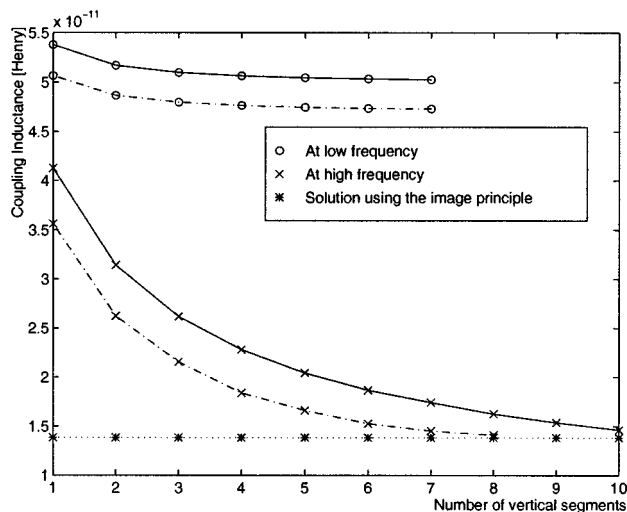 x 10⁻¹¹
5.5
5
4.5
4
3.5
3
2.5
2
1.5
1
Coupling Inductance [Henry]
At low frequency
At high frequency
Solution using the image principle
1 2 3 4 5 6 7 8 9 10
Number of vertical segments